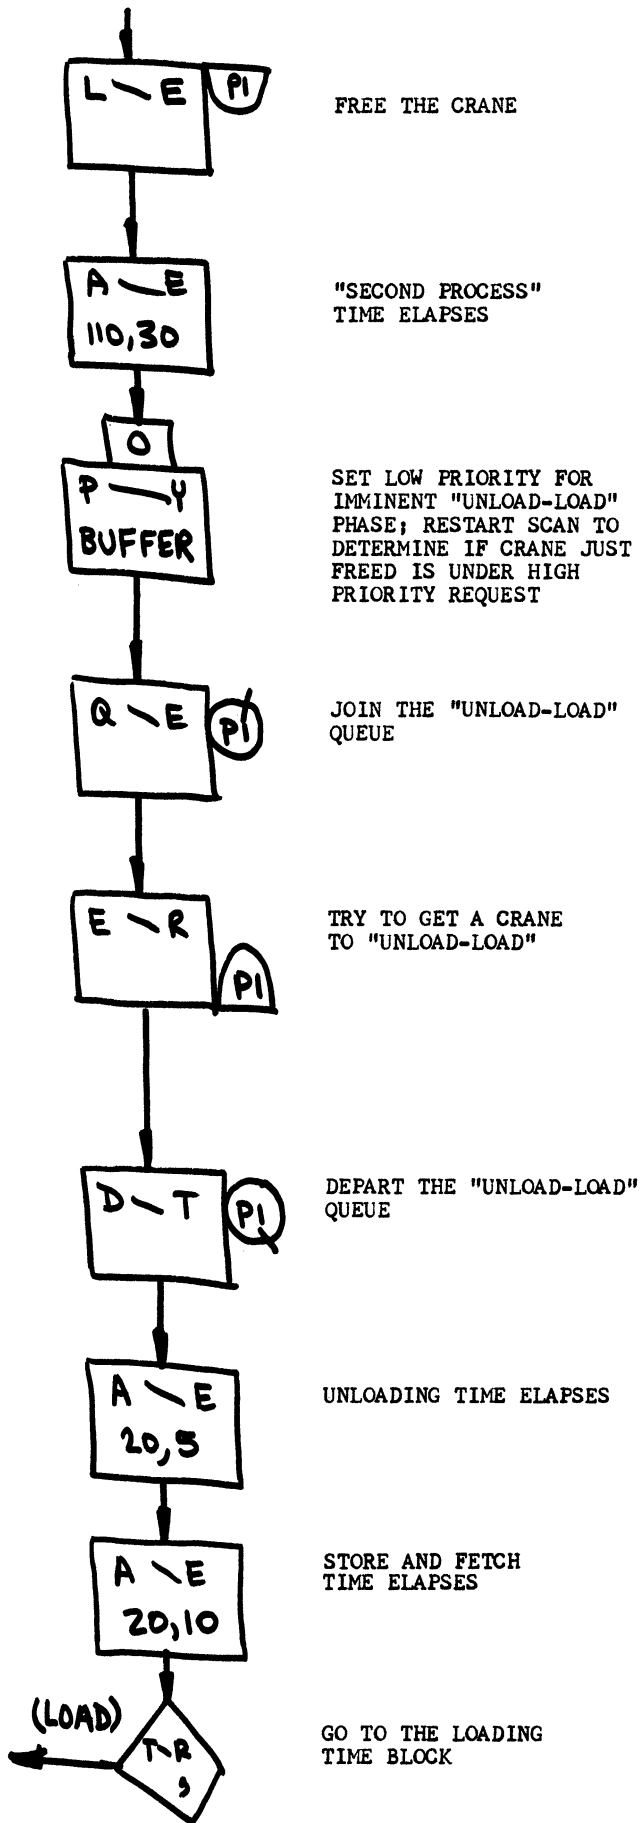 L E P1
FREE THE CRANE
A E
110,30
"SECOND PROCESS"
TIME ELAPSES
0
P Y
BUFFER
SET LOW PRIORITY FOR
IMMINENT "UNLOAD-LOAD"
PHASE; RESTART SCAN TO
DETERMINE IF CRANE JUST
FREED IS UNDER HIGH
PRIORITY REQUEST
Q E P1
JOIN THE "UNLOAD-LOAD"
QUEUE
E R
P1
TRY TO GET A CRANE
TO "UNLOAD-LOAD"
D T P1
DEPART THE "UNLOAD-LOAD"
QUEUE
A E
20,5
UNLOADING TIME ELAPSES
A E
20,10
STORE AND FETCH
TIME ELAPSES
(LOAD)
T-R
,
GO TO THE LOADING
TIME BLOCK